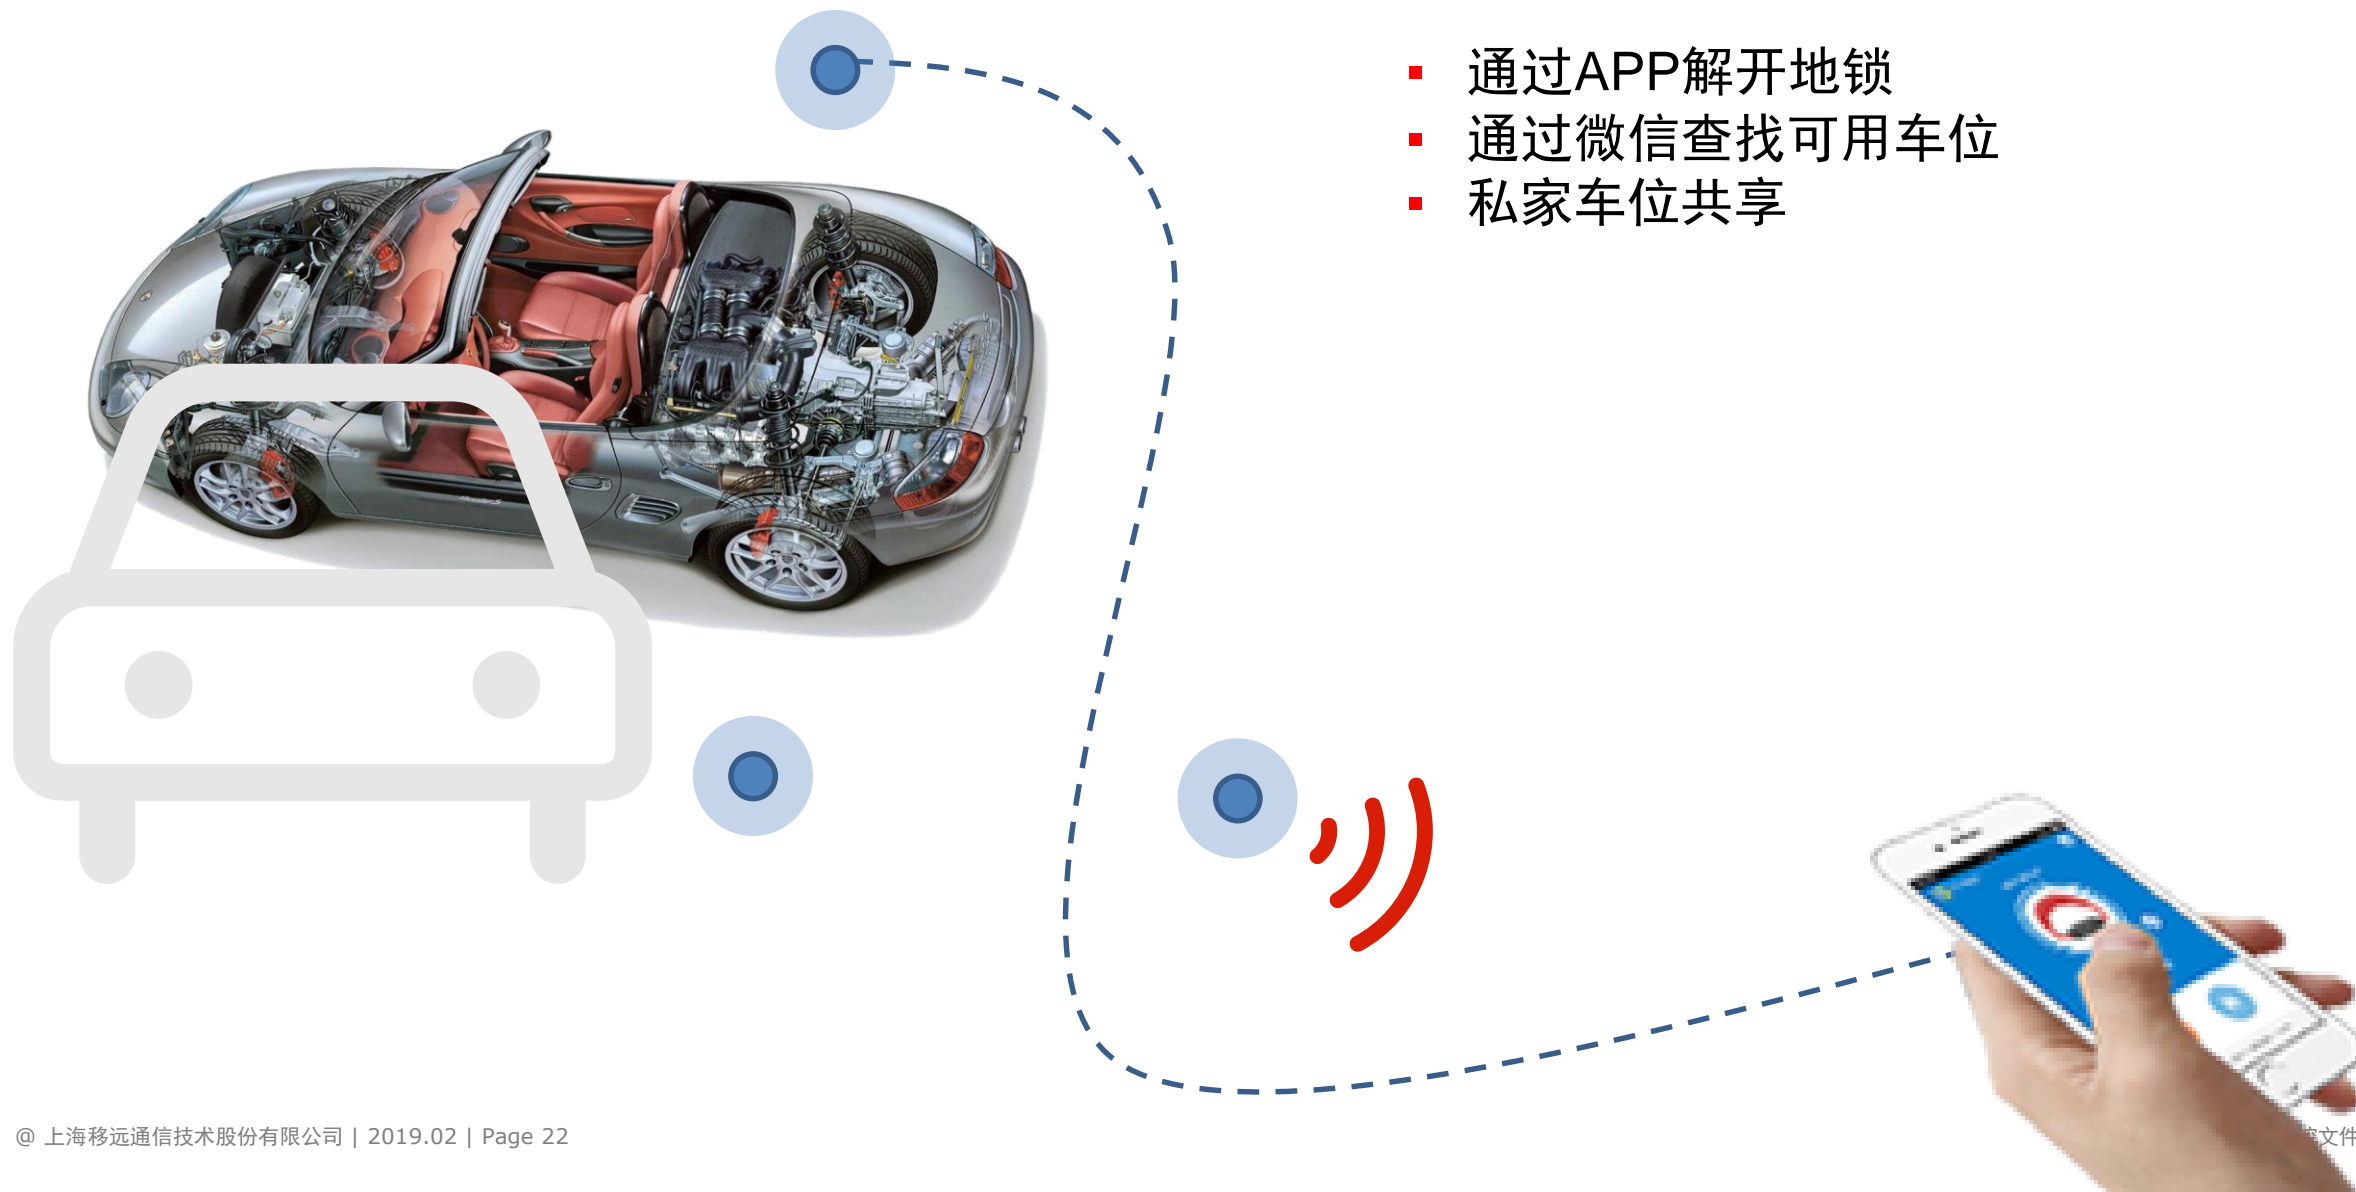 ▪ 通过APP解开地锁
▪ 通过微信查找可用车位
▪ 私家车位共享
@ 上海移远通信技术股份有限公司 | 2019.02 | Page 22
文件